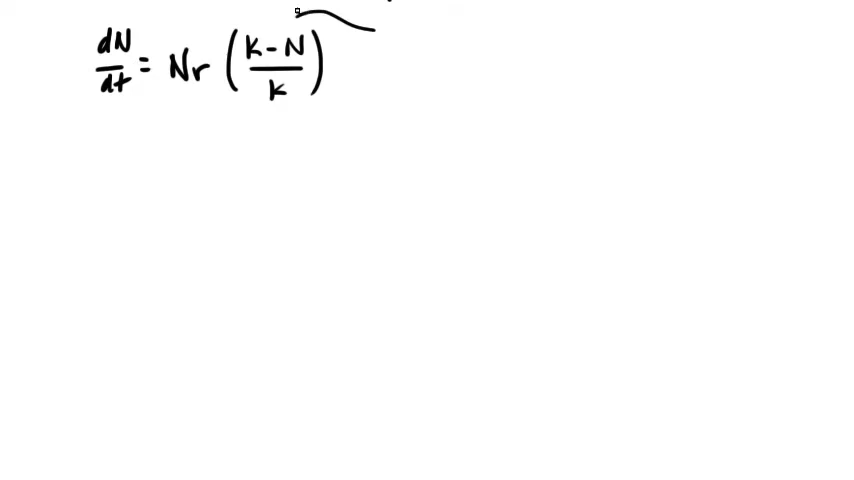 dN/dt = Nr (K - N / K)